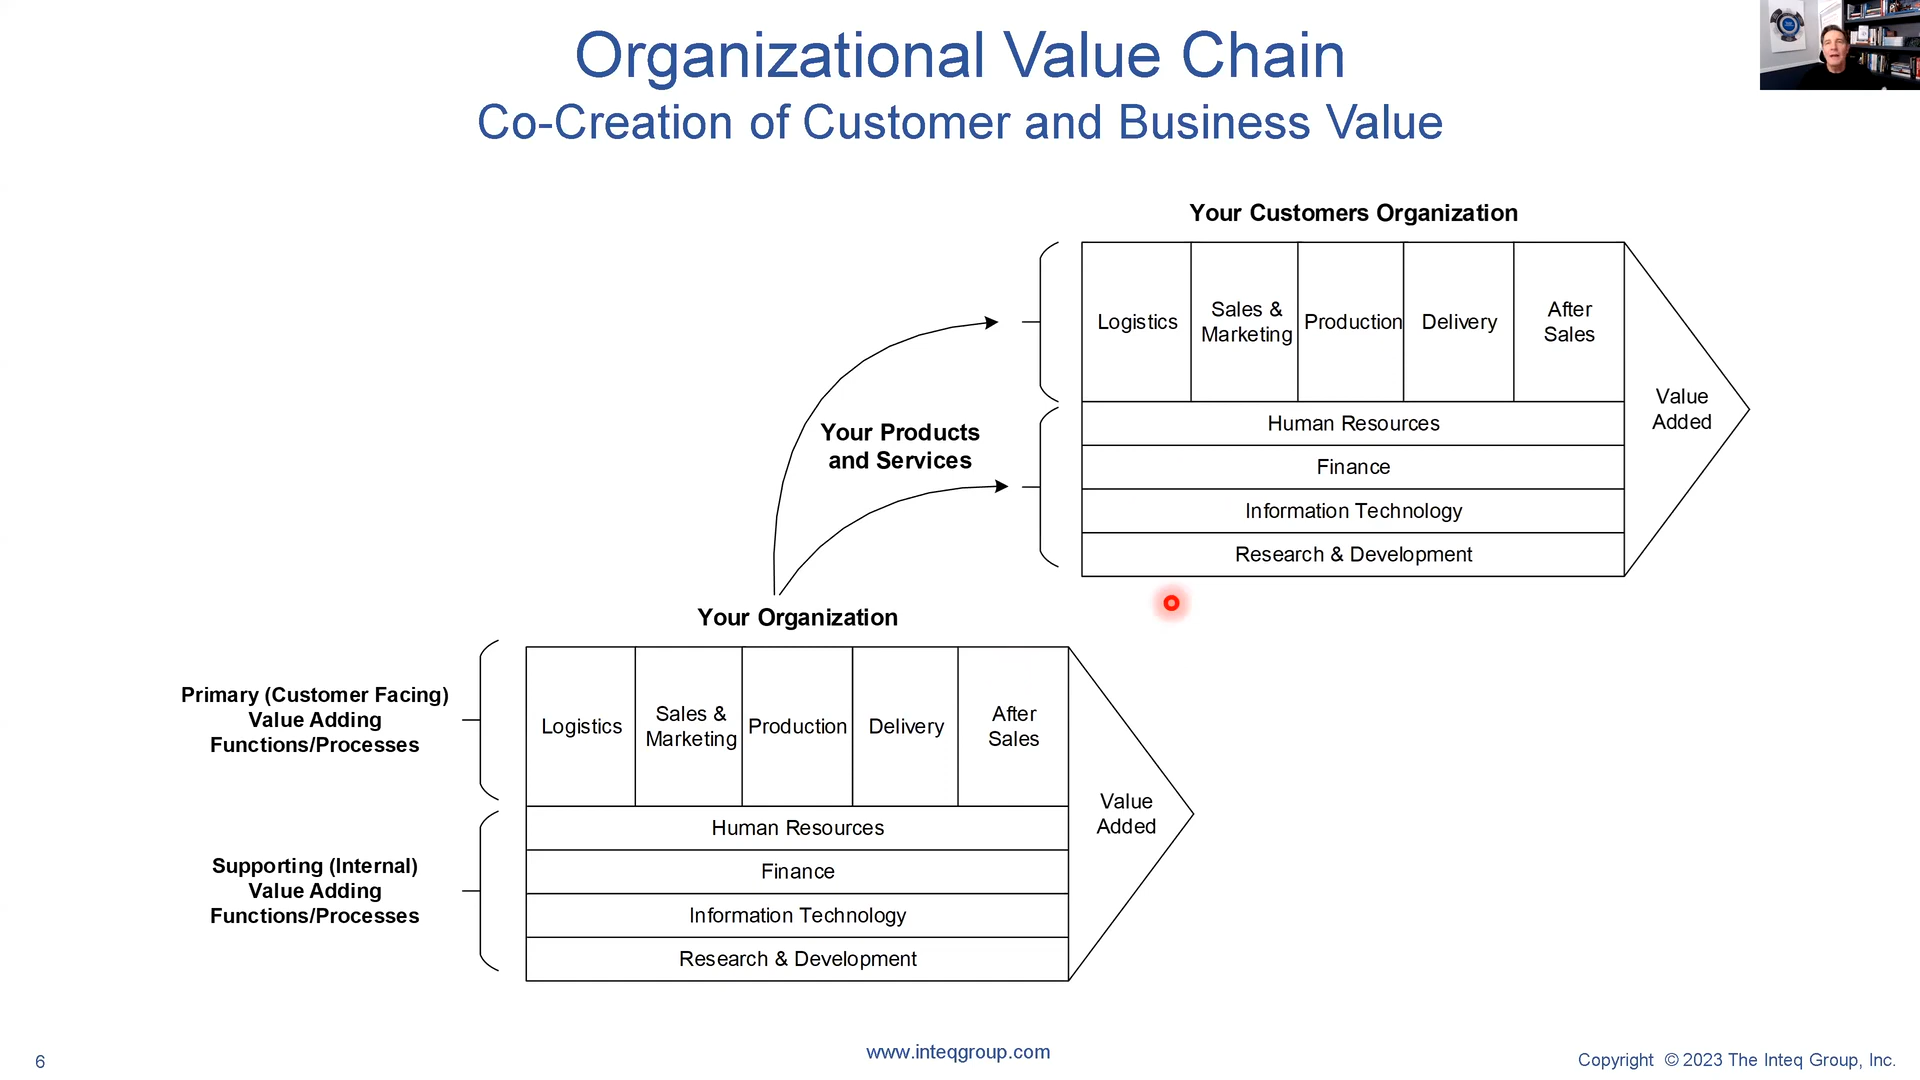 Organizational Value Chain
Co-Creation of Customer and Business Value
Your Customers Organization
Logistics
Sales &
Marketing
Production
Delivery
After
Sales
Human Resources
Finance
Information Technology
Research & Development
Value
Added
Your Products
and Services
Your Organization
Primary (Customer Facing)
Value Adding
Functions/Processes
Supporting (Internal)
Value Adding
Functions/Processes
Logistics
Sales &
Marketing
Production
Delivery
After
Sales
Human Resources
Finance
Information Technology
Research & Development
Value
Added
6
www.inteqgroup.com
Copyright © 2023 The Inteq Group, Inc.